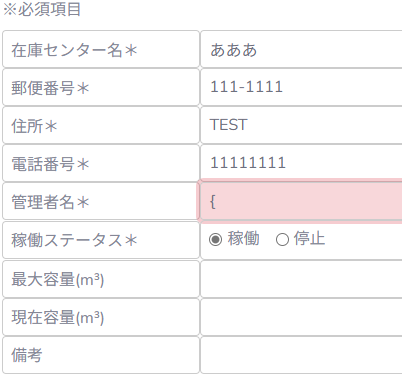 ※必須項目
在庫センター名＊ あああ
郵便番号＊ 111-1111
住所＊ TEST
電話番号＊ 11111111
管理者名＊ {
稼働ステータス＊ 稼働 停止
最大容量(m³)
現在容量(m³)
備考